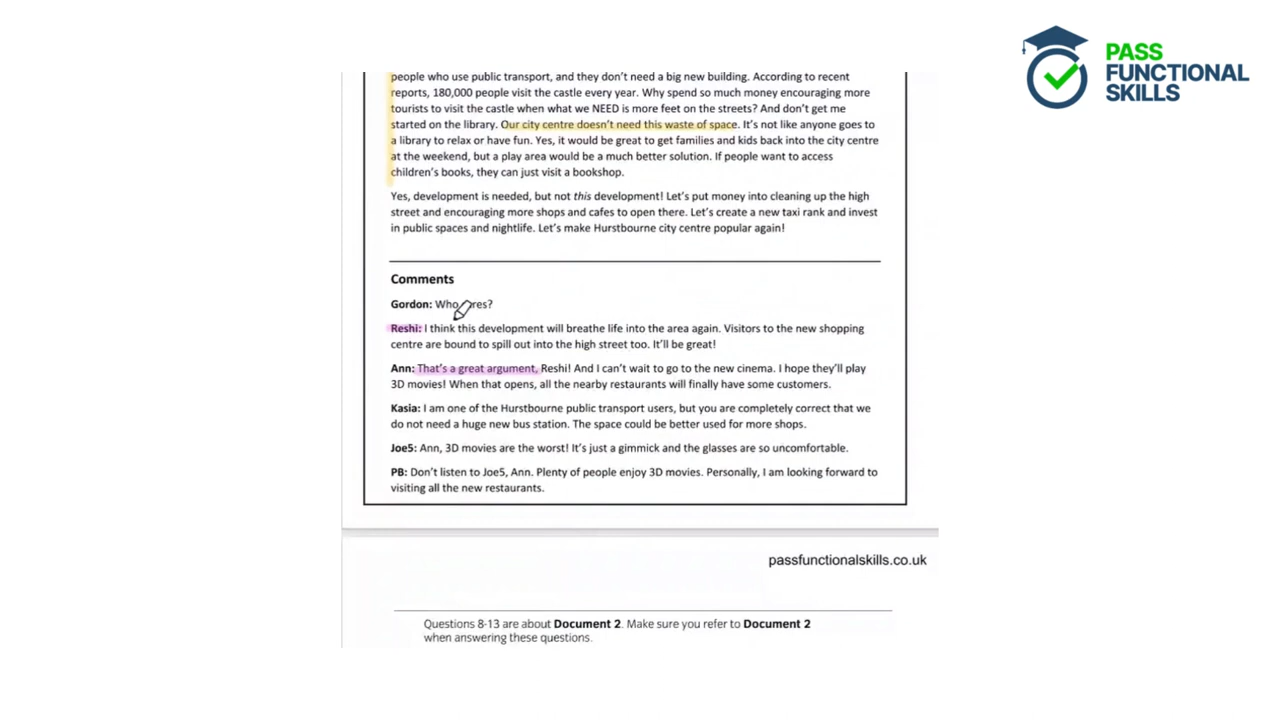 PASS
FUNCTIONAL
SKILLS
people who use public transport, and they don't need a big new building. According to recent
reports, 180,000 people visit the castle every year. Why spend so much money encouraging more
tourists to visit the castle when what we NEED is more feet on the streets? And don't get me
started on the library. Our city centre doesn't need this waste of space. It's not like anyone goes to
a library to relax or have fun. Yes, it would be great to get families and kids back into the city centre
at the weekend, but a play area would be a much better solution. If people want to access
children's books, they can just visit a bookshop.
Yes, development is needed, but not this development! Let's put money into cleaning up the high
street and encouraging more shops and cafes to open there. Let's create a new taxi rank and invest
in public spaces and nightlife. Let's make Hurstbourne city centre popular again!
Comments
Gordon: Who
Reshi: I think this development will breathe life into the area again. Visitors to the new shopping
centre are bound to spill out into the high street too. It'll be great!
Ann: That's a great argument, Reshi! And I can't wait to go to the new cinema. I hope they'll play
3D movies! When that opens, all the nearby restaurants will finally have some customers.
Kasia: I am one of the Hurstbourne public transport users, but you are completely correct that we
do not need a huge new bus station. The space could be better used for more shops.
Joe5: Ann, 3D movies are the worst! It's just a gimmick and the glasses are so uncomfortable.
PB: Don't listen to Joe5, Ann. Plenty of people enjoy 3D movies. Personally, I am looking forward to
visiting all the new restaurants.
passfunctionalskills.co.uk
Questions 8-13 are about Document 2. Make sure you refer to Document 2
when answering these questions.